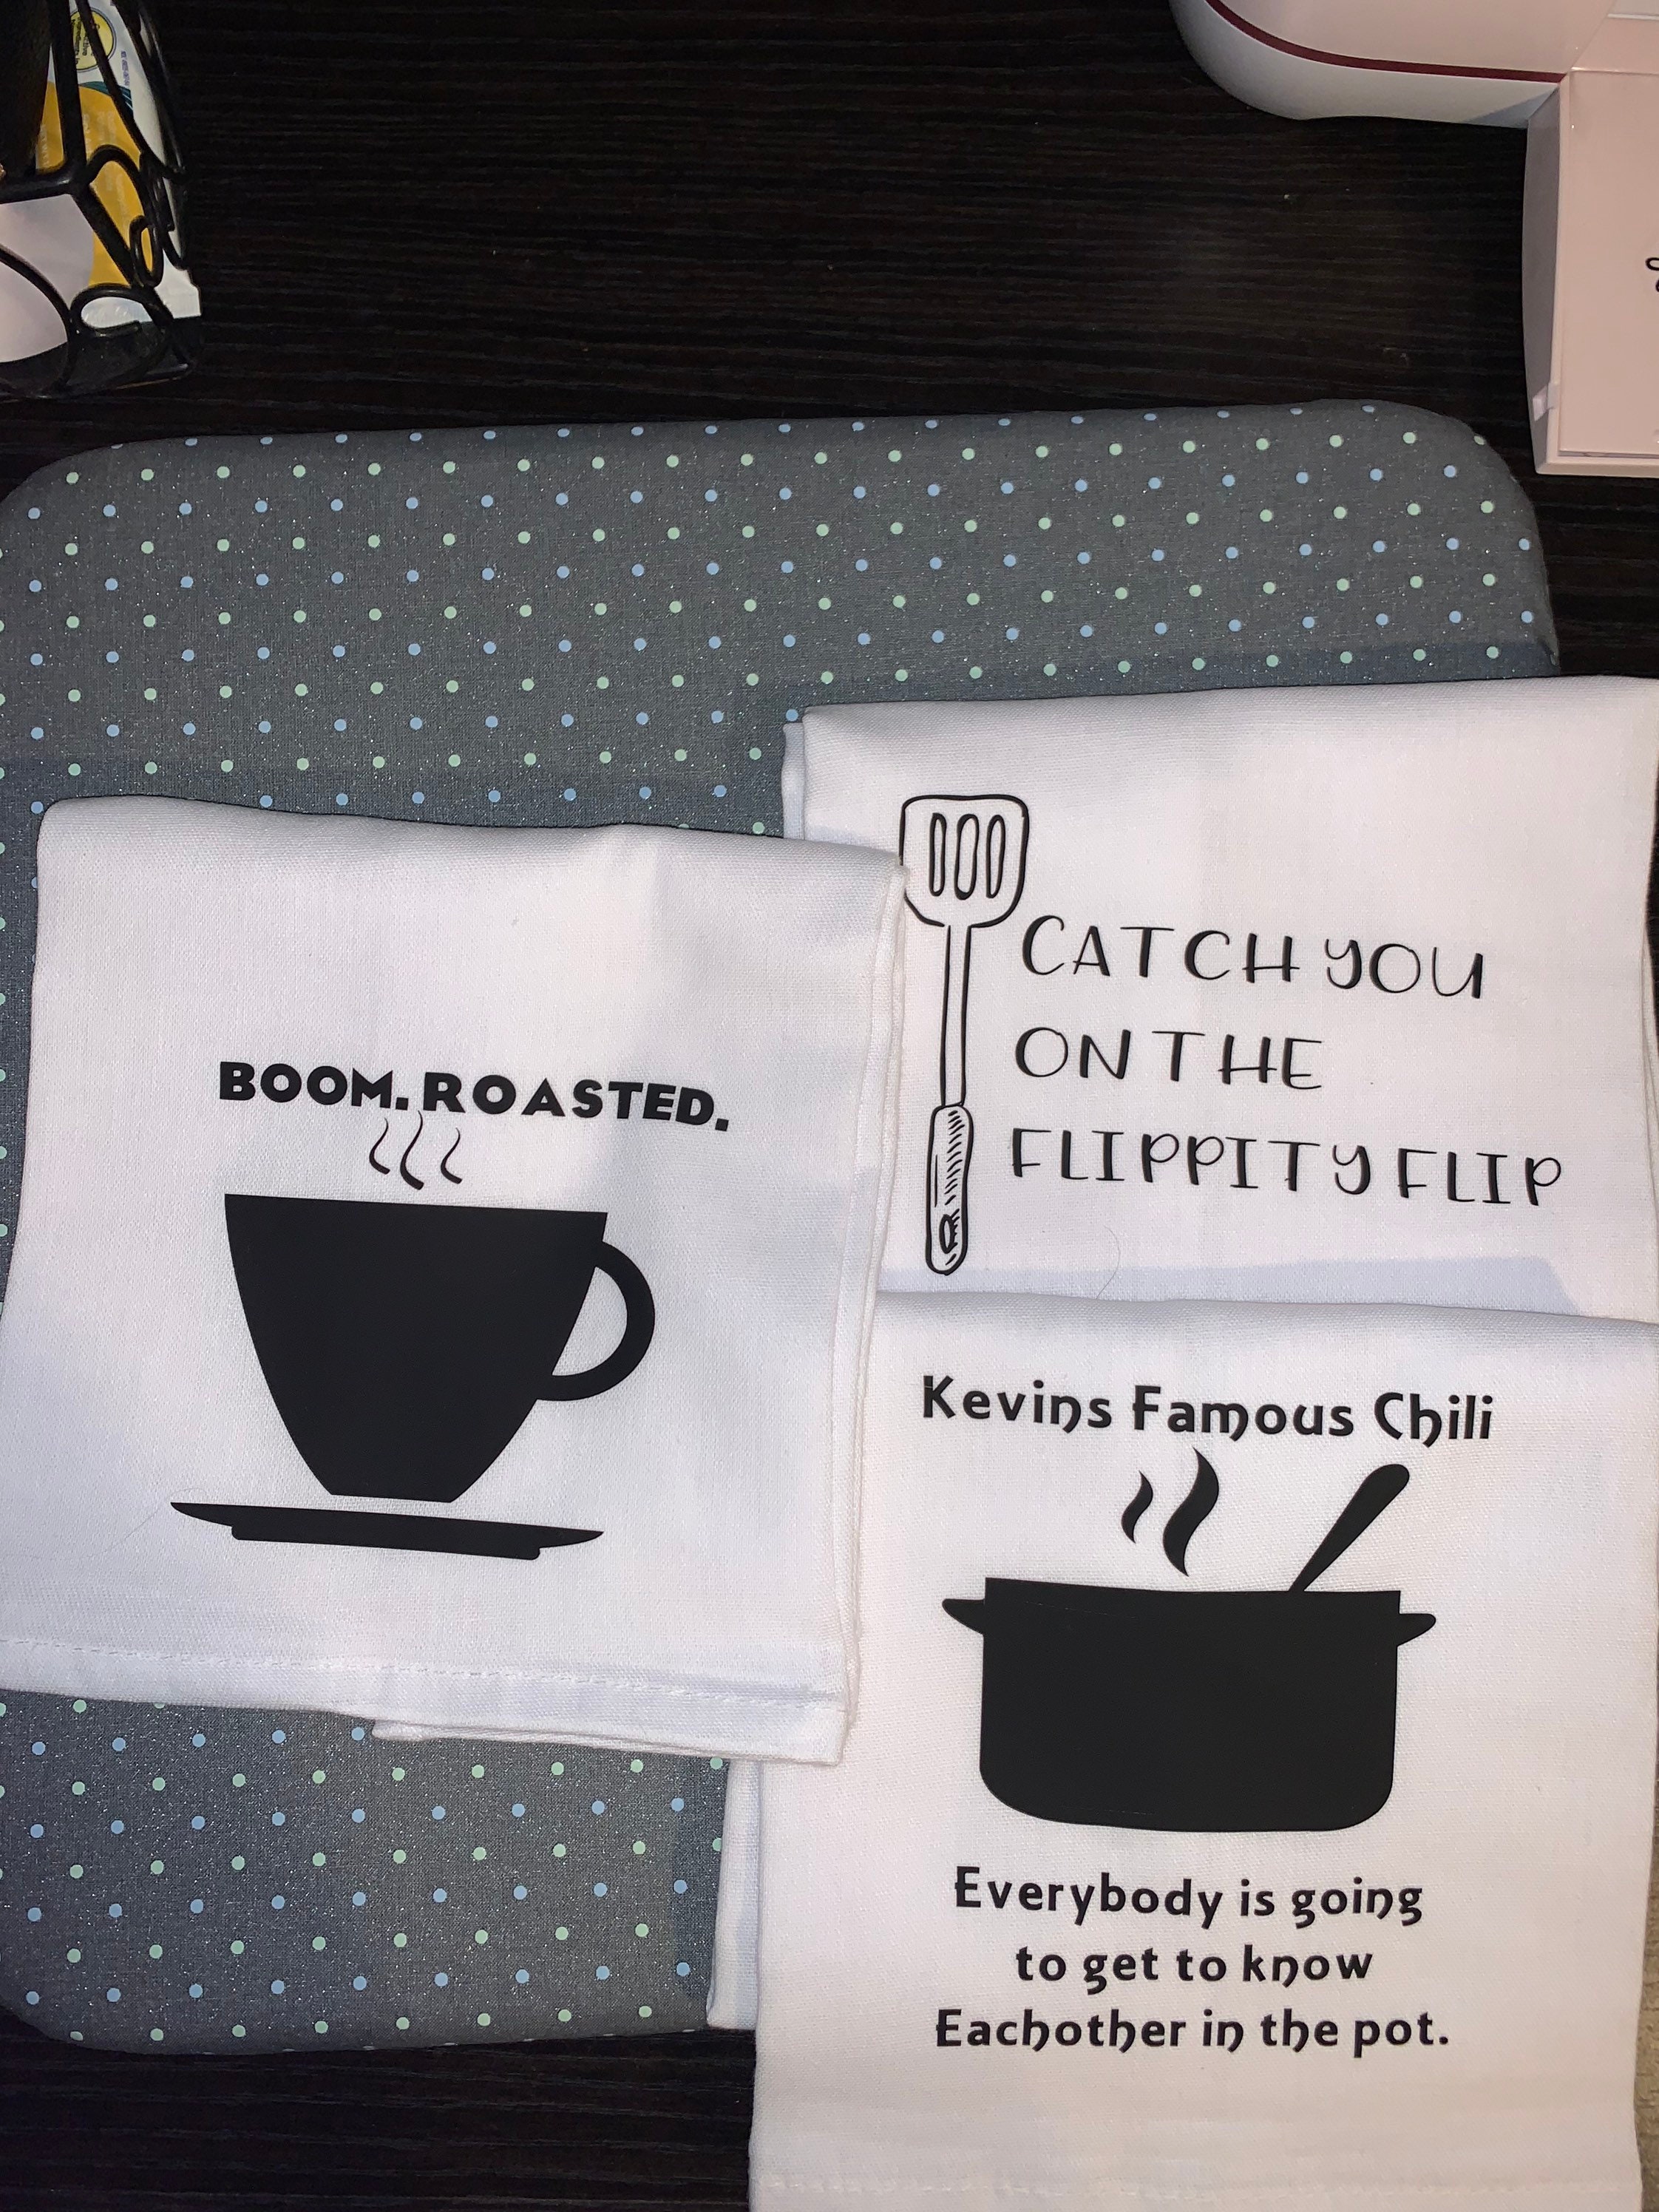 BOOM. ROASTED.
CATCH YOU
ON THE
FLIPPITY FLIP
Kevins Famous Chili
Everybody is going
to get to know
Eachother in the pot.